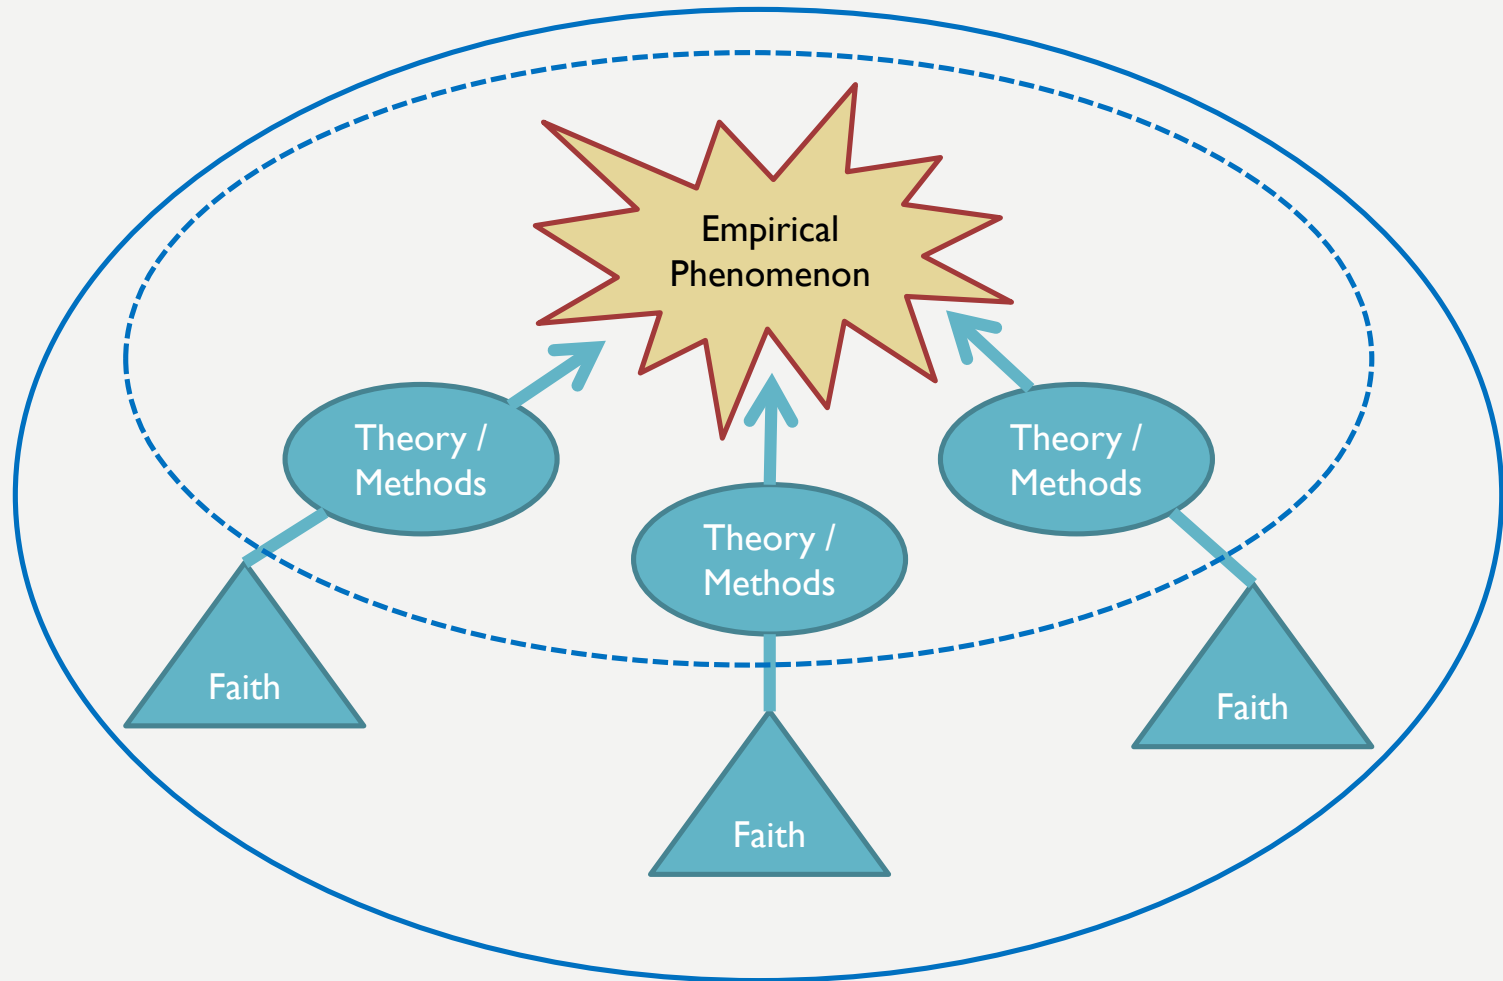 Empirical
Phenomenon
Theory /
Methods
Theory /
Methods
Theory /
Methods
Faith
Faith
Faith